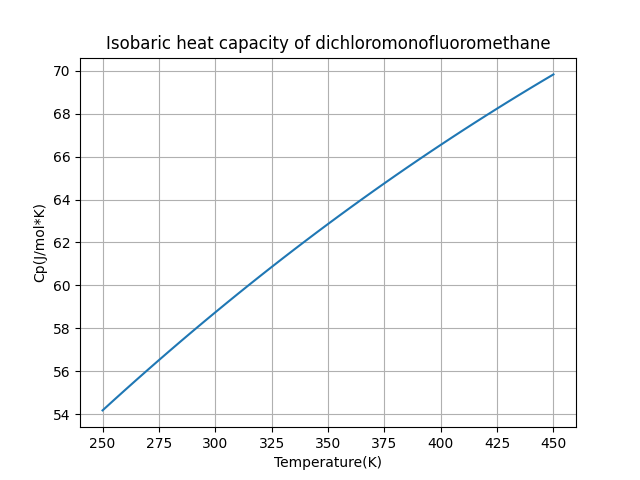 Isobaric heat capacity of dichloromonofluoromethane
Cp(J/mol*K)
70
68
66
64
62
60
58
56
54
250 275 300 325 350 375 400 425 450
Temperature(K)